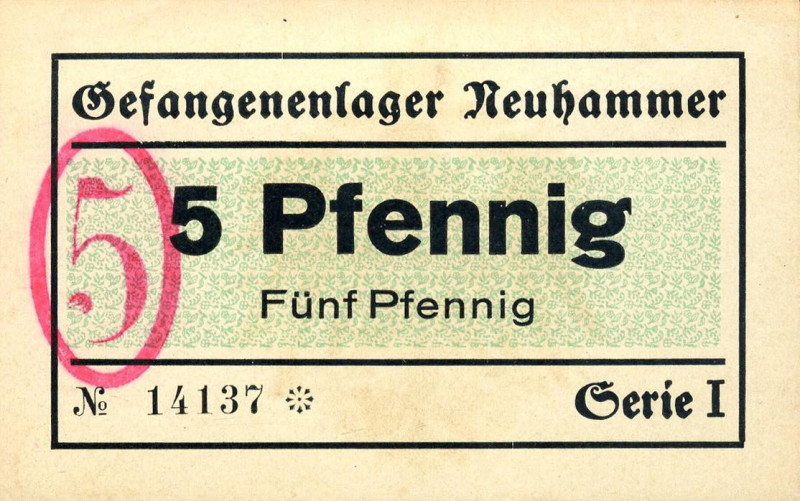 Gefangenenlager Neuhammer
5
5 Pfennig
Fünf Pfennig
№ 14137 ❊
Serie I